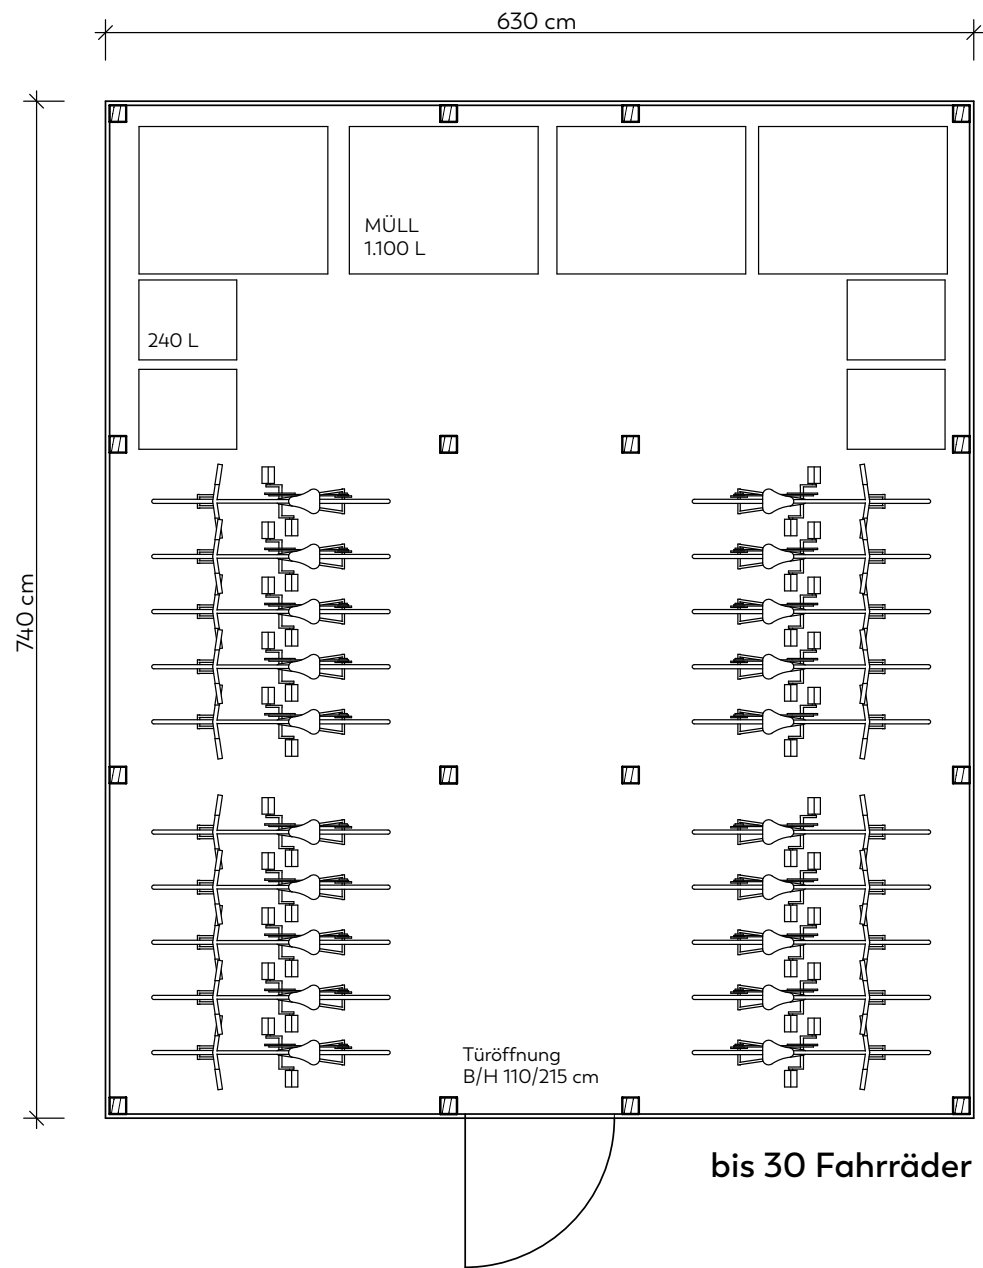 630 cm
740 cm
MÜLL
1.100 L
240 L
Türöffnung
B/H 110/215 cm
bis 30 Fahrräder